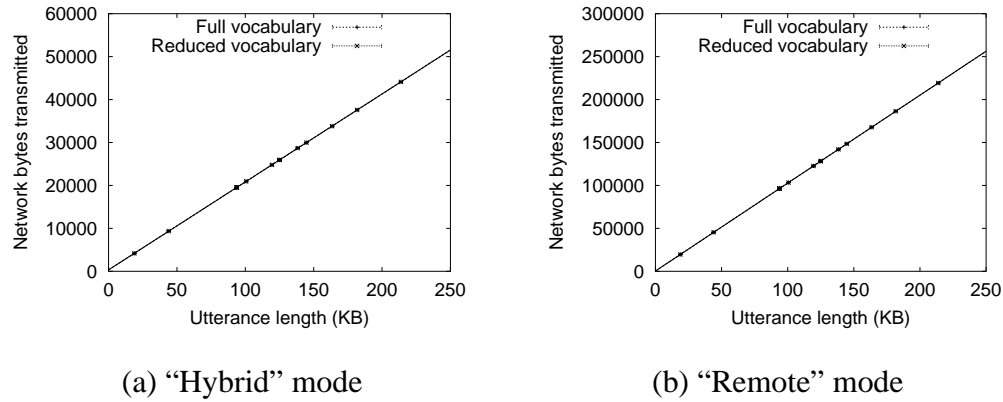 Network bytes transmitted
60000
50000
40000
30000
20000
10000
0
Full vocabulary
Reduced vocabulary
0 50 100 150 200 250
Utterance length (KB)
(a) “Hybrid” mode
Network bytes transmitted
300000
250000
200000
150000
100000
50000
0
Full vocabulary
Reduced vocabulary
0 50 100 150 200 250
Utterance length (KB)
(b) “Remote” mode